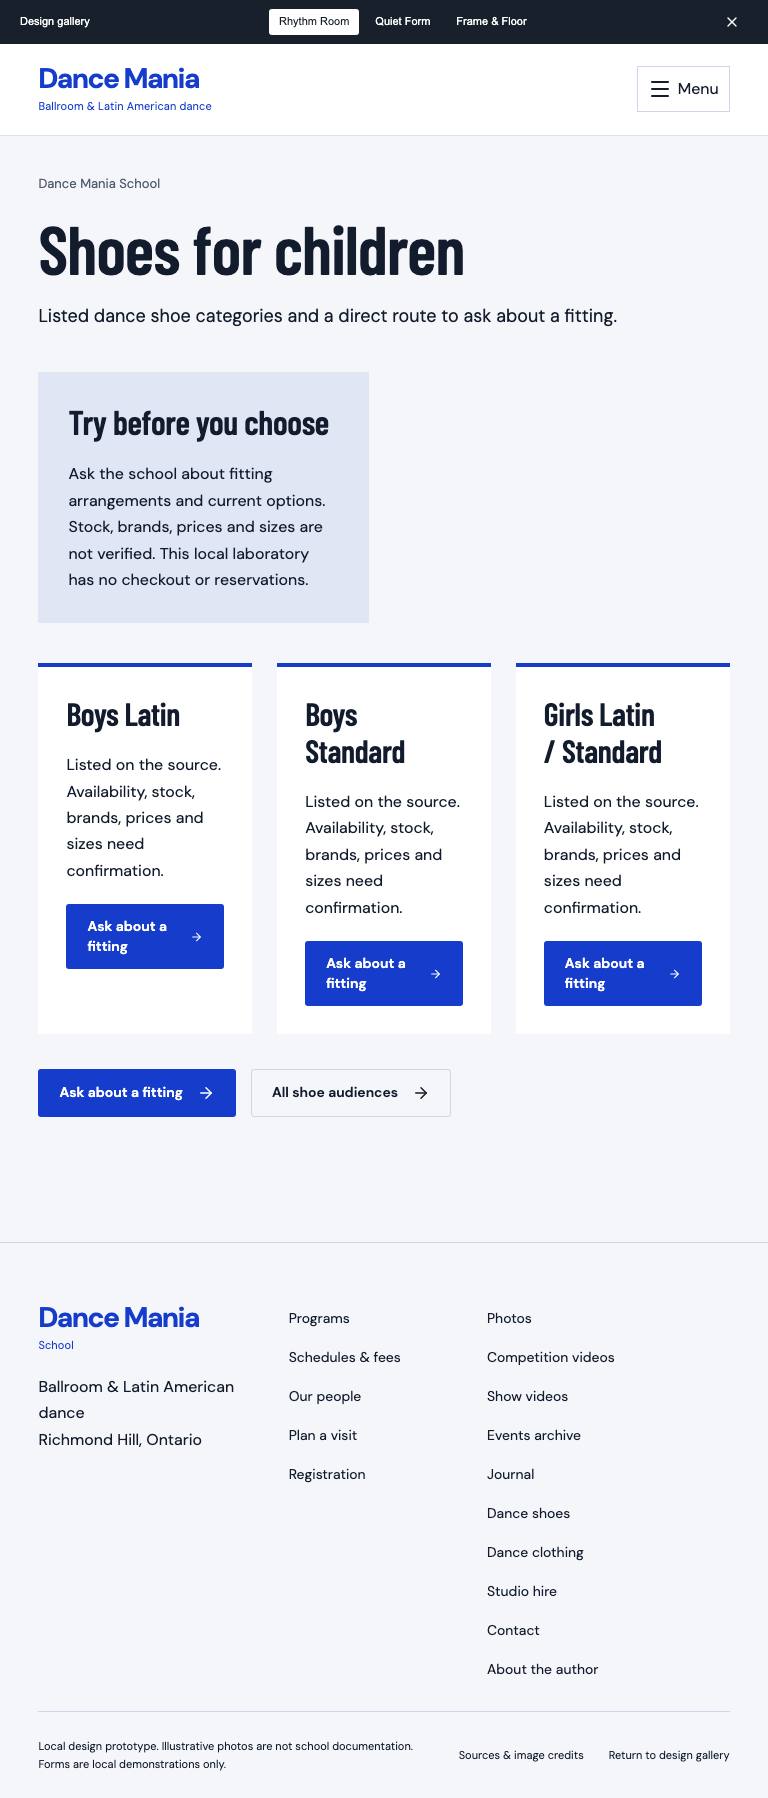 Design gallery
Rhythm Room
Quiet Form
Frame & Floor
Dance Mania
Ballroom & Latin American dance
Menu
Dance Mania School
Shoes for children
Listed dance shoe categories and a direct route to ask about a fitting.
Try before you choose
Ask the school about fitting
arrangements and current options.
Stock, brands, prices and sizes are
not verified. This local laboratory
has no checkout or reservations.
Boys Latin
Listed on the source.
Availability, stock,
brands, prices and
sizes need
confirmation.
Ask about a
fitting
Boys
Standard
Listed on the source.
Availability, stock,
brands, prices and
sizes need
confirmation.
Ask about a
fitting
Girls Latin
/ Standard
Listed on the source.
Availability, stock,
brands, prices and
sizes need
confirmation.
Ask about a
fitting
Ask about a fitting
All shoe audiences
Dance Mania
School
Ballroom & Latin American
dance
Richmond Hill, Ontario
Programs
Schedules & fees
Our people
Plan a visit
Registration
Photos
Competition videos
Show videos
Events archive
Journal
Dance shoes
Dance clothing
Studio hire
Contact
About the author
Local design prototype. Illustrative photos are not school documentation.
Forms are local demonstrations only.
Sources & image credits
Return to design gallery